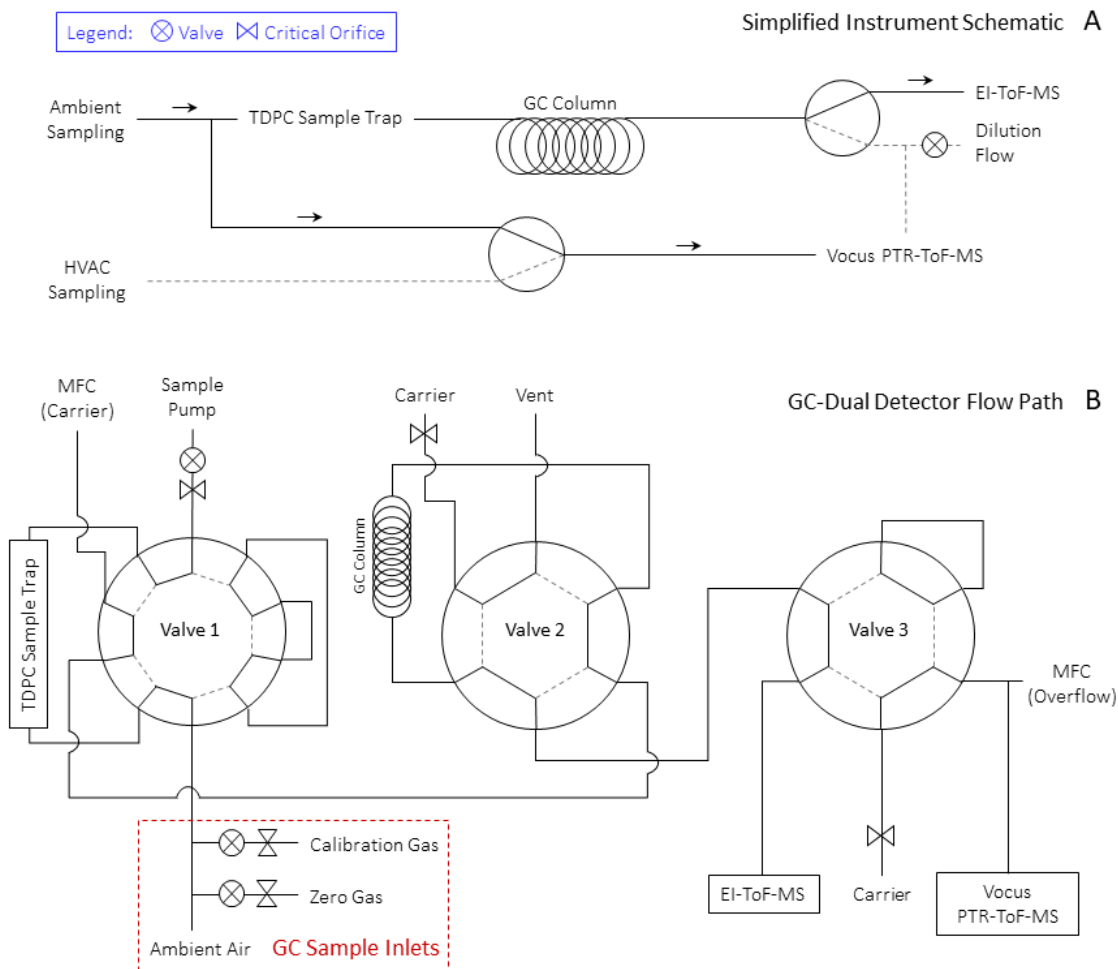 Legend: Valve Critical Orifice
Simplified Instrument Schematic A
Ambient
Sampling
TDPC Sample Trap
GC Column
EI-ToF-MS
Dilution
Flow
HVAC
Sampling
Vocus PTR-ToF-MS
GC-Dual Detector Flow Path B
MFC
(Carrier)
Sample
Pump
Carrier
Vent
GC Column
TDPC Sample Trap
Valve 1
Valve 2
Valve 3
MFC
(Overflow)
Calibration Gas
Zero Gas
Ambient Air
GC Sample Inlets
EI-ToF-MS
Carrier
Vocus
PTR-ToF-MS